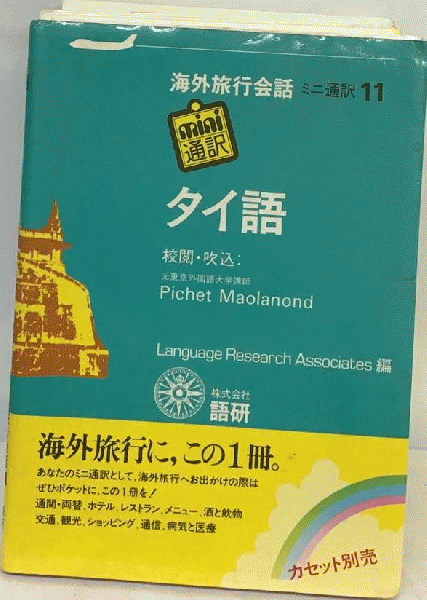 海外旅行会話 ミニ通訳 11
mini
通訳
タイ語
校閲・吹込:
元東京外国語大学講師
Pichet Maolanond
Language Research Associates 編
株式会社
語研
海外旅行に,この1冊。
あなたのミニ通訳として,海外旅行へお出かけの際は
ぜひポケットに,この1冊を!
通関・両替,ホテル,レストラン,メニュー,酒と飲物
交通,観光,ショッピング,通信,病気と医療
カセット別売